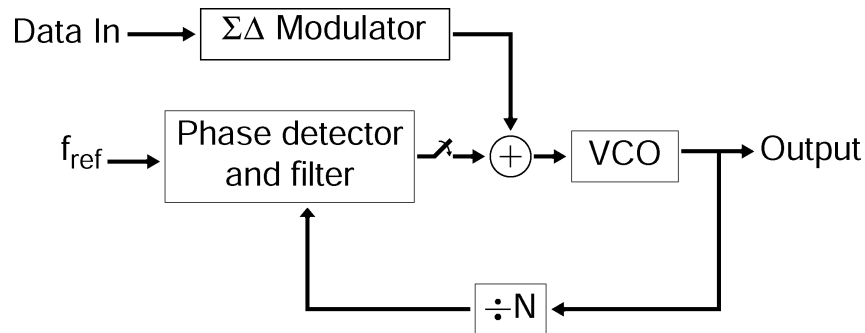 Data In
ΣΔ Modulator
f_ref
Phase detector
and filter
+
VCO
Output
÷N